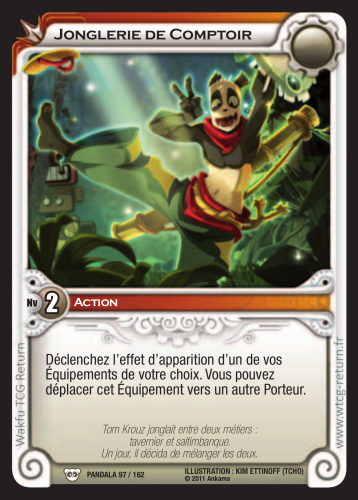 Jonglerie de Comptoir
Nv 2 Action
Déclenchez l'effet d'apparition d'un de vos
Équipements de votre choix. Vous pouvez
déplacer cet Équipement vers un autre Porteur.
Tom Krouz jonglait entre deux métiers :
tavernier et saltimbanque.
Un jour, il décida de mélanger les deux.
PANDALA 97 / 162
ILLUSTRATION : KIM ETTINOFF (TCHO)
© 2011 Ankama
Wakfu TCG Return
www.wtcg-return.fr